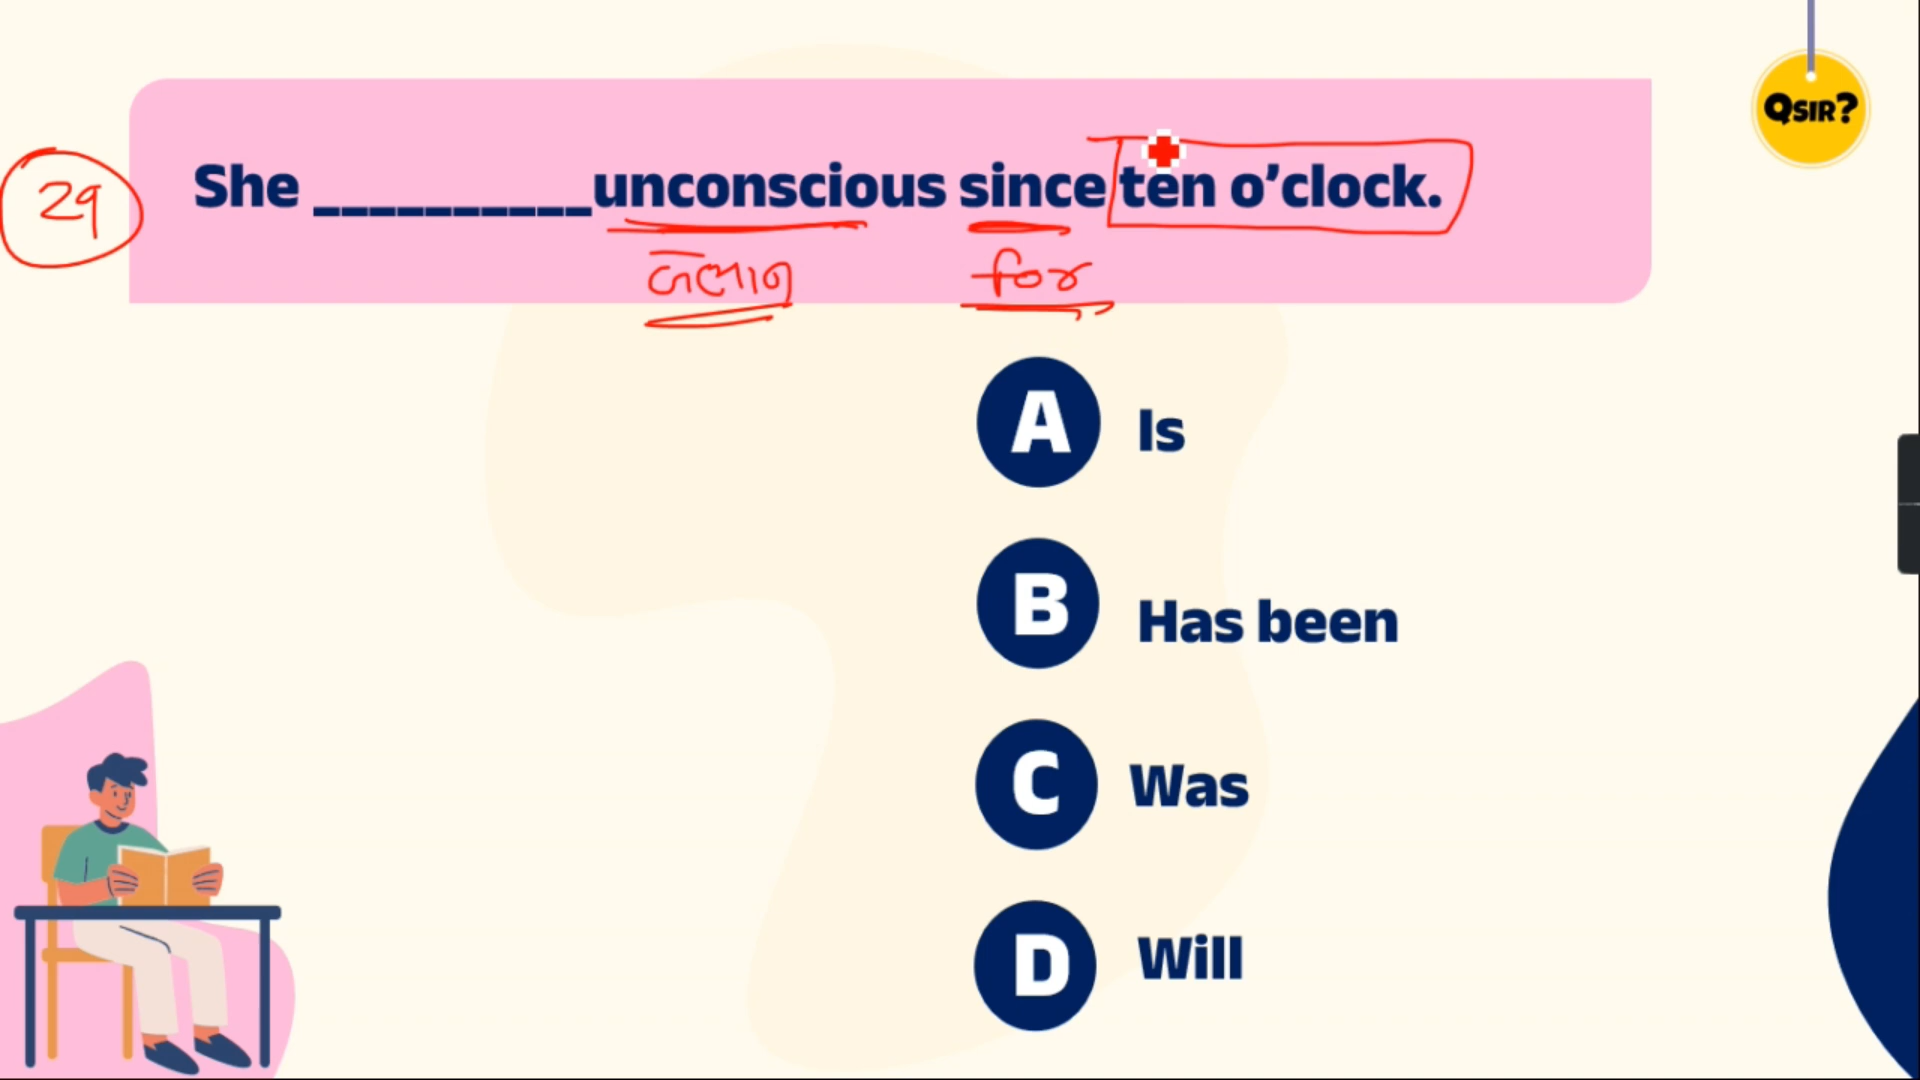 QSIR?
29
She __________unconscious since ten o’clock.
for
A Is
B Has been
C Was
D Will